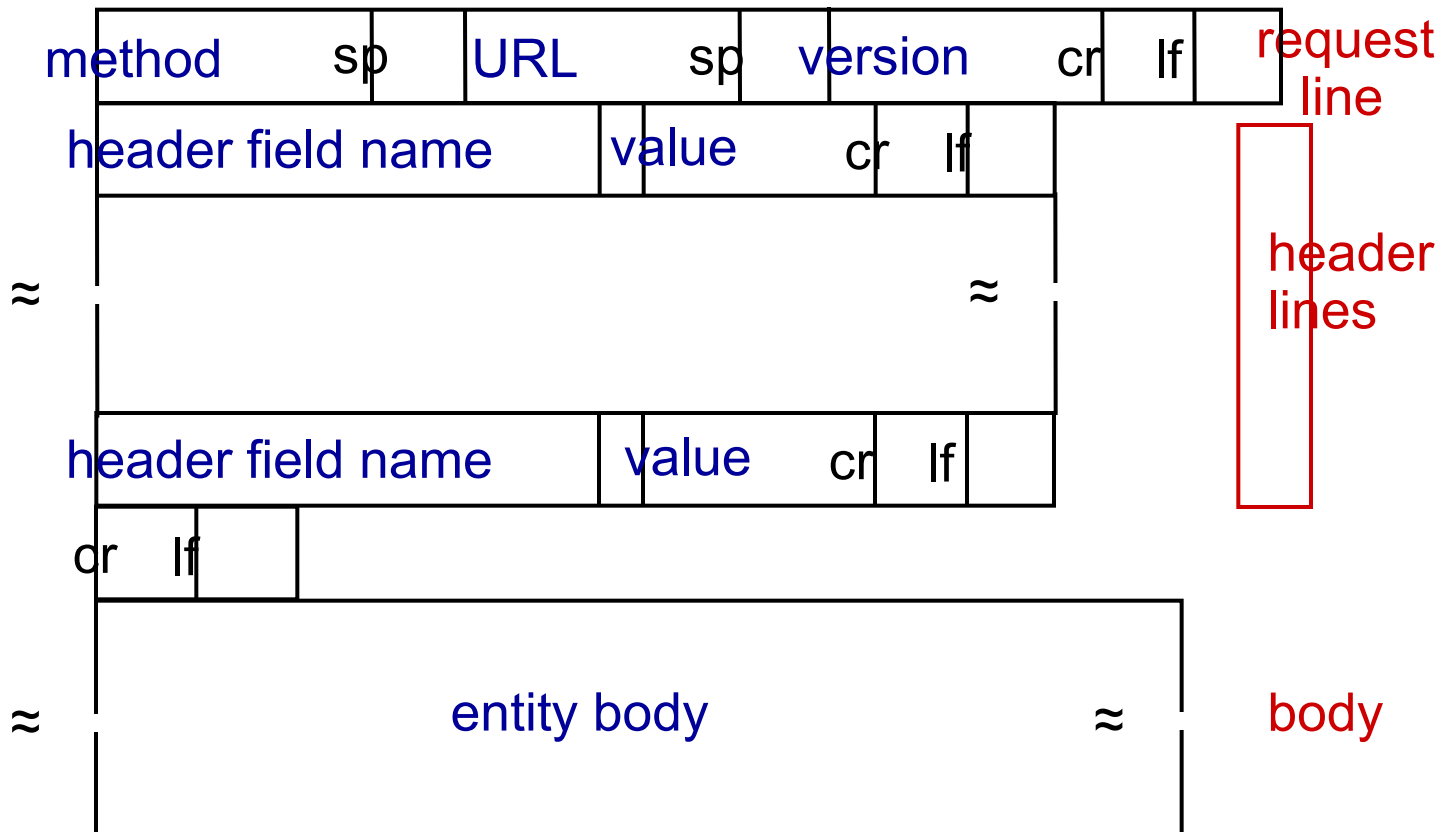 method sp URL sp version cr lf request
line
header field name value cr lf
≈ ≈ header
lines
header field name value cr lf
cr lf
≈ entity body ≈ body